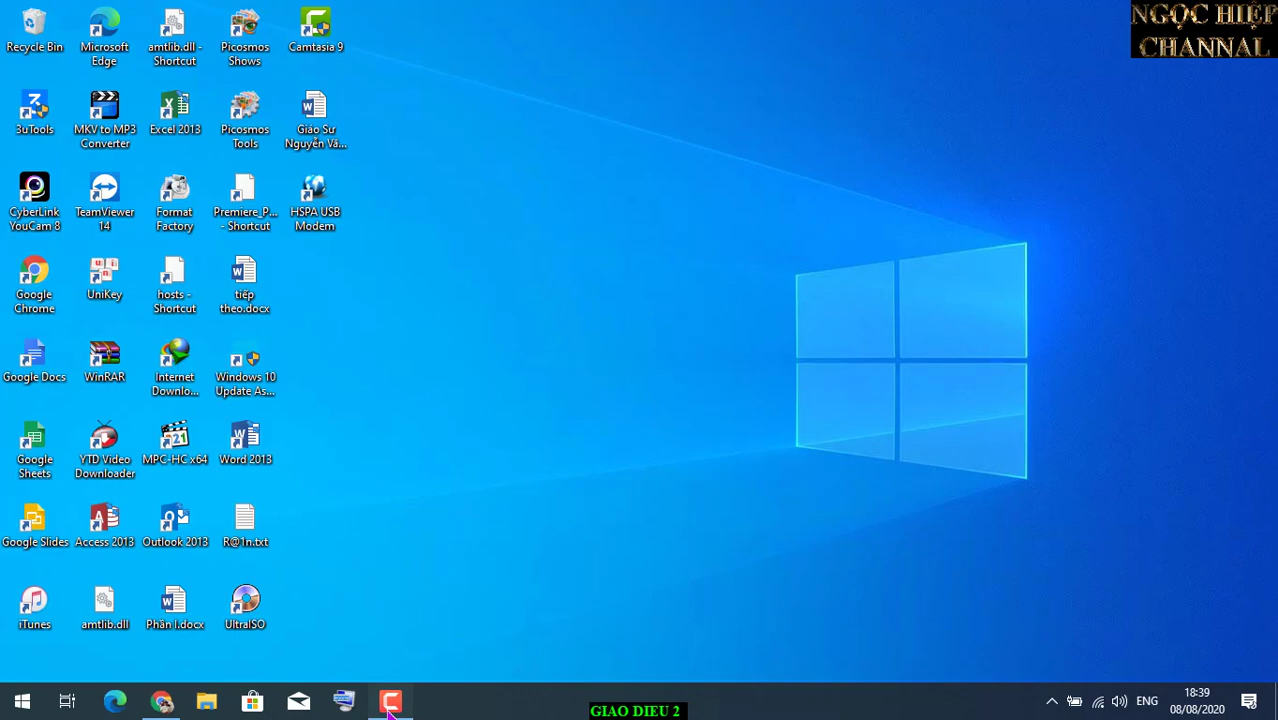 Recycle Bin
Microsoft
Edge
amtlib.dll -
Shortcut
Picosmos
Shows
Camtasia 9
3uTools
MKV to MP3
Converter
Excel 2013
Picosmos
Tools
Giáo Sư
Nguyễn Vă...
CyberLink
YouCam 8
TeamViewer
14
Format
Factory
Premiere_P...
- Shortcut
HSPA USB
Modem
Google
Chrome
UniKey
hosts -
Shortcut
tiếp
theo.docx
Google Docs
WinRAR
Internet
Downlo...
Windows 10
Update As...
Google
Sheets
YTD Video
Downloader
MPC-HC x64
Word 2013
Google Slides
Access 2013
Outlook 2013
R@1n.txt
iTunes
amtlib.dll
Phần I.docx
UltraISO
NGỌC HIỆP
CHANNAL
GIAO DIEU 2
ENG
18:39
08/08/2020